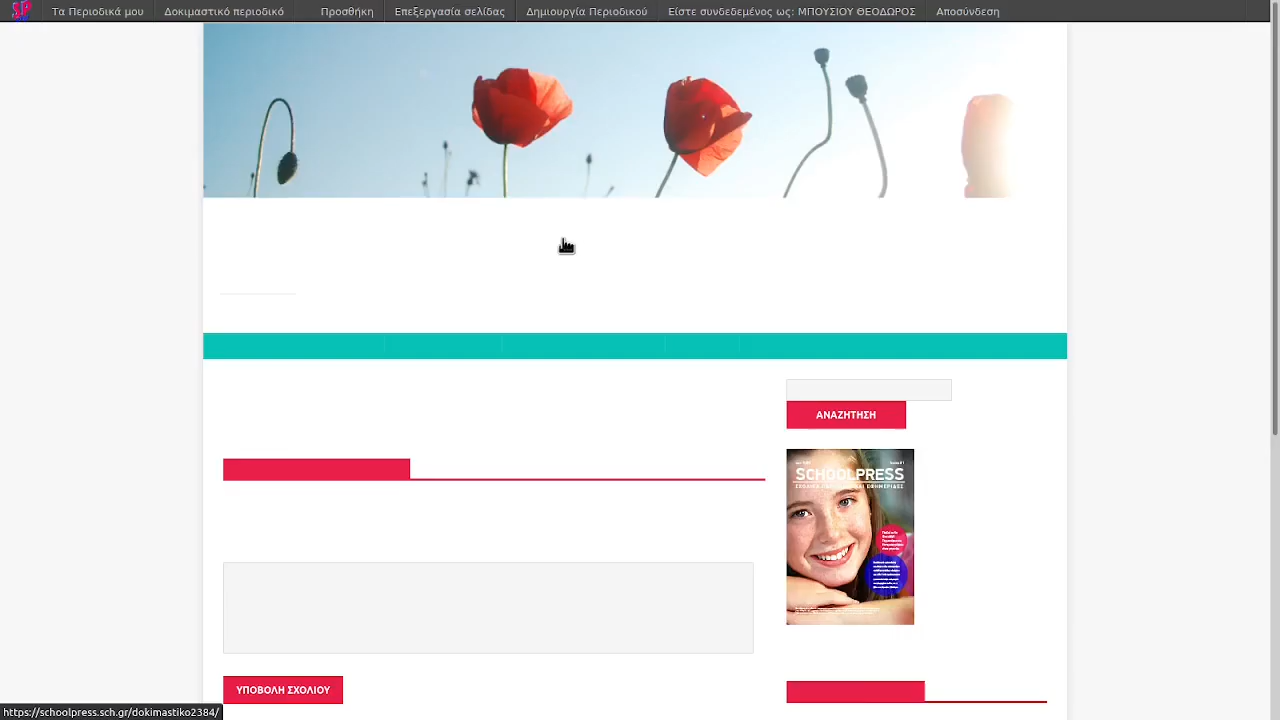 Τα Περιοδικά μου
Δοκιμαστικό περιοδικό
Προσθήκη
Επεξεργασία σελίδας
Δημιουργία Περιοδικού
Είστε συνδεδεμένος ως: ΜΠΟΥΣΙΟΥ ΘΕΟΔΩΡΟΣ
Αποσύνδεση
ΑΝΑΖΗΤΗΣΗ
SCHOOLPRESS
ΥΠΟΒΟΛΗ ΣΧΟΛΙΟΥ
https://schoolpress.sch.gr/dokimastiko2384/